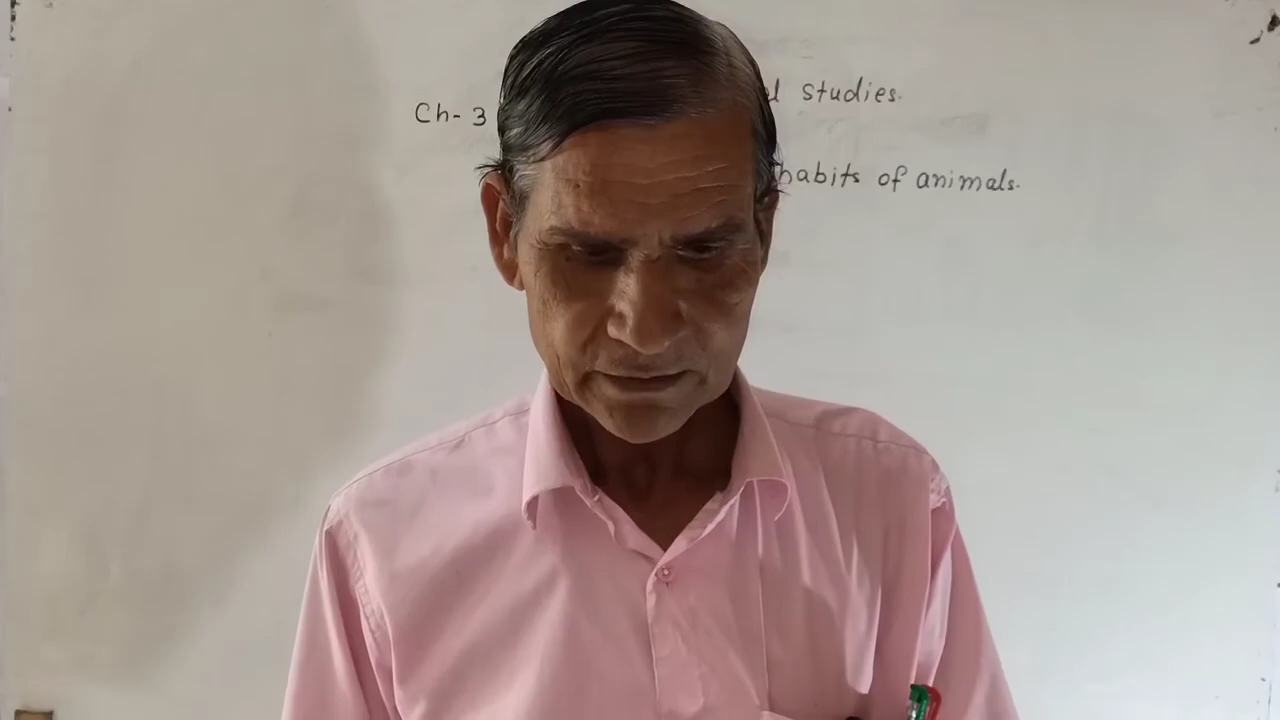 Ch- 3 studies.
habits of animals.